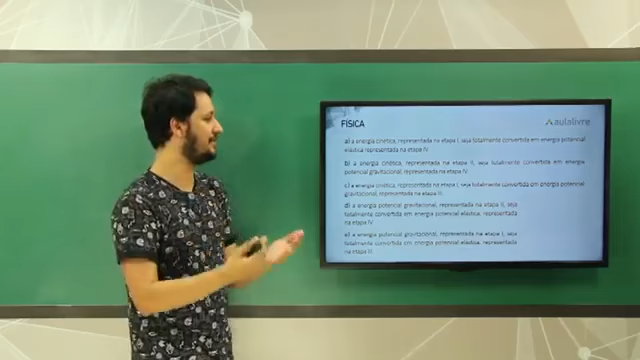 FÍSICA
aulalivre
a) a energia cinética, representada na etapa I, seja totalmente convertida em energia potencial
elástica representada na etapa IV.
b) a energia cinética, representada na etapa II, seja totalmente convertida em energia
potencial gravitacional, representada na etapa IV.
c) a energia cinética, representada na etapa I, seja totalmente convertida em energia potencial
gravitacional, representada na etapa III.
d) a energia potencial gravitacional, representada na etapa II, seja
totalmente convertida em energia potencial elástica, representada
na etapa IV.
e) a energia potencial gravitacional, representada na etapa I, seja
totalmente convertida em energia potencial elástica, representada
na etapa III.